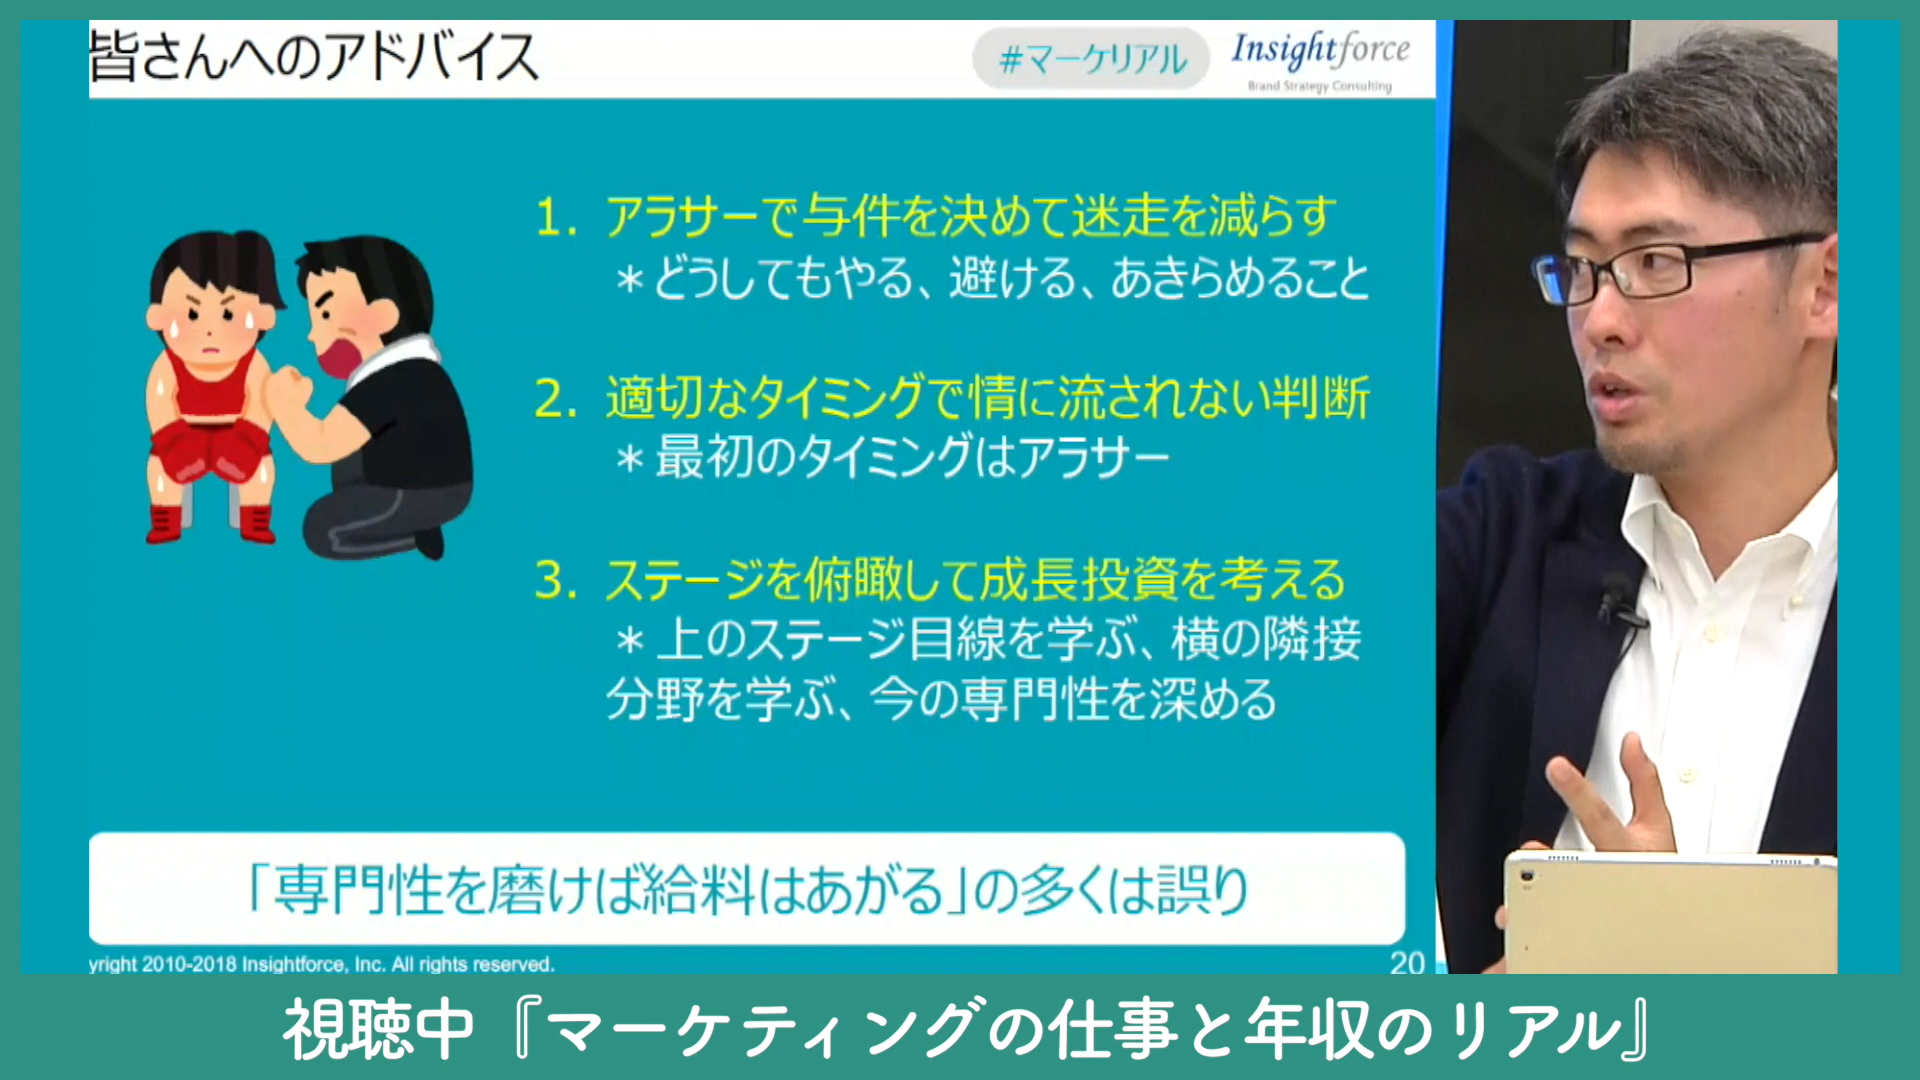 皆さんへのアドバイス
#マーケリアル
Insightforce
Brand Strategy Consulting
1. アラサーで与件を決めて迷走を減らす
＊どうしてもやる、避ける、あきらめること
2. 適切なタイミングで情に流されない判断
＊最初のタイミングはアラサー
3. ステージを俯瞰して成長投資を考える
＊上のステージ目線を学ぶ、横の隣接
分野を学ぶ、今の専門性を深める
「専門性を磨けば給料はあがる」の多くは誤り
yright 2010-2018 Insightforce, Inc. All rights reserved.
20
視聴中『マーケティングの仕事と年収のリアル』